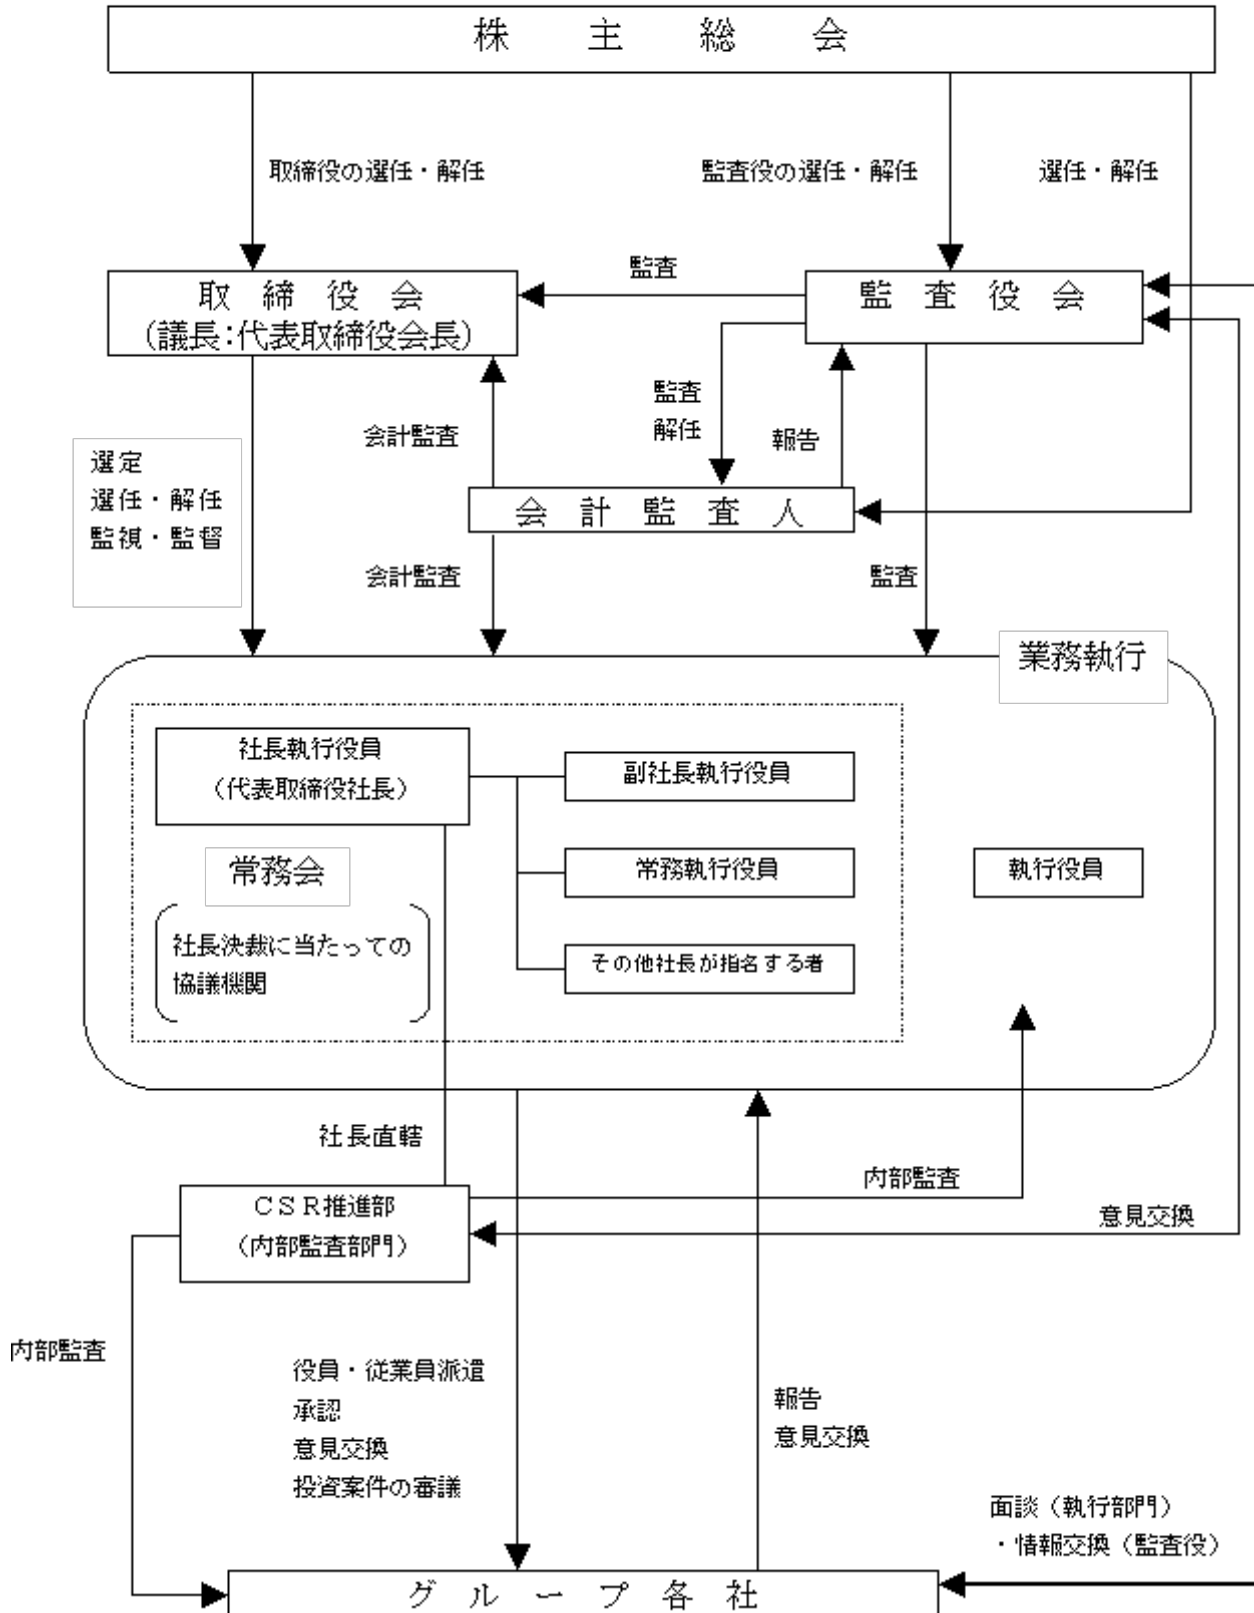 株主総会
取締役の選任・解任
監査役の選任・解任
選任・解任
取締役会
(議長:代表取締役会長)
監査
監査役会
監査
解任
報告
会計監査
選定
選任・解任
監視・監督
会計監査人
会計監査
監査
業務執行
社長執行役員
(代表取締役社長)
副社長執行役員
常務会
常務執行役員
執行役員
社長決裁に当たっての
協議機関
その他社長が指名する者
社長直轄
内部監査
CSR推進部
(内部監査部門)
意見交換
内部監査
役員・従業員派遣
承認
意見交換
投資案件の審議
報告
意見交換
面談(執行部門)
・情報交換(監査役)
グループ各社